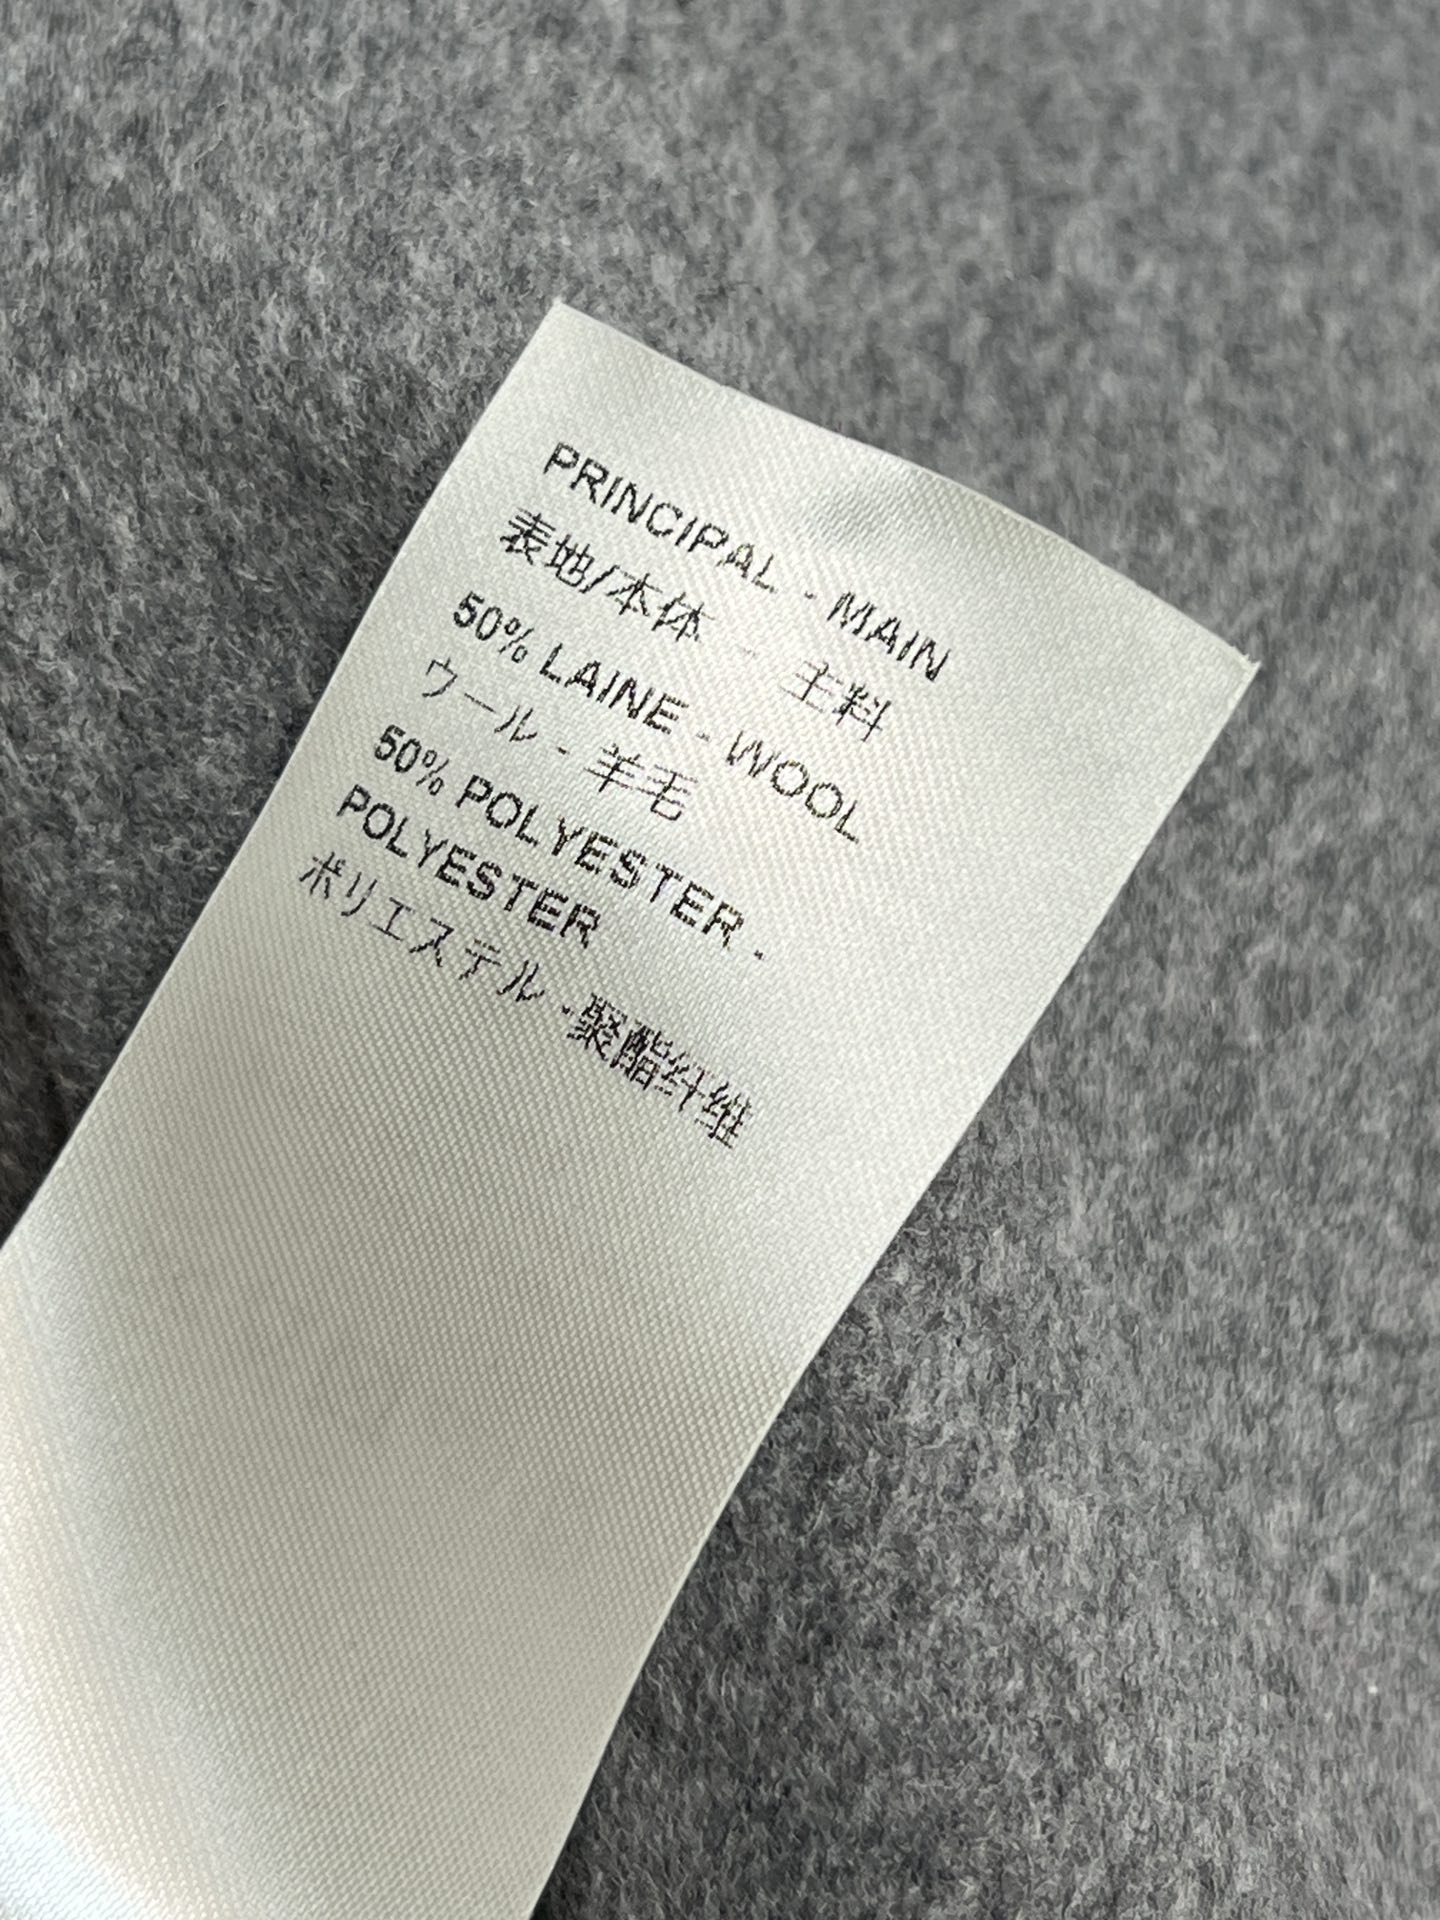 PRINCIPAL - MAIN
表地/本体 - 主料
50% LAINE - WOOL
ウール - 羊毛
50% POLYESTER -
POLYESTER
ポリエステル -聚酯纤维